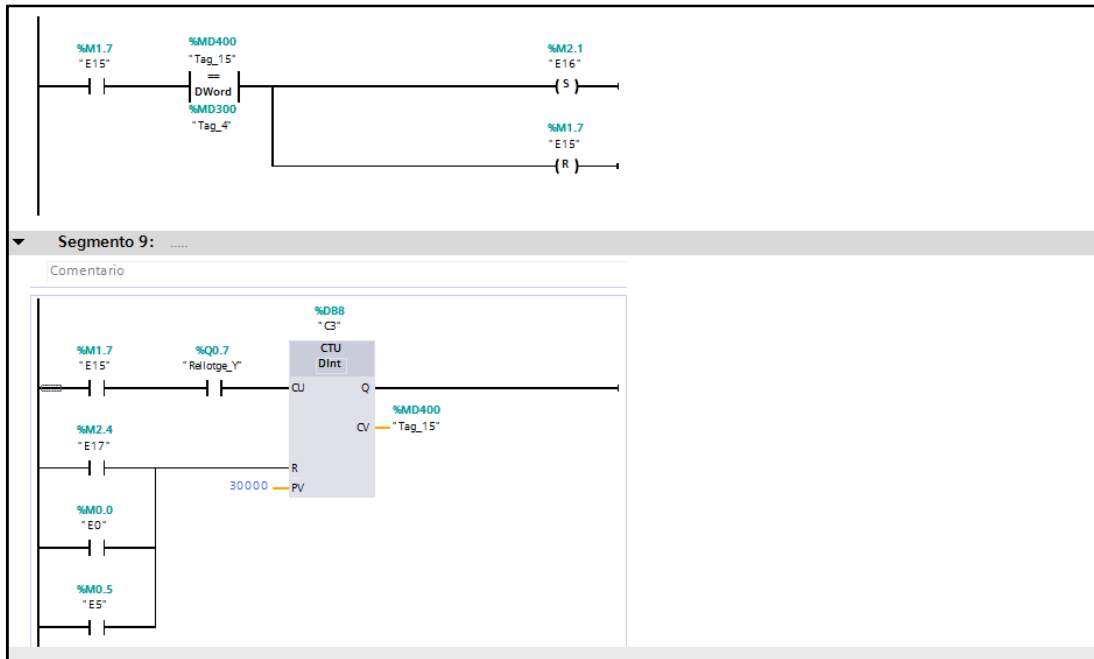 %M1.7
"E15"
%MD400
"Tag_15"
==
DWord
%MD300
"Tag_4"
%M2.1
"E16"
S
%M1.7
"E15"
R
Segmento 9: .....
Comentario
%DB8
"C3"
CTU
DInt
%M1.7
"E15"
%Q0.7
"Rellotge_Y"
CU
Q
%MD400
CV
"Tag_15"
%M2.4
"E17"
R
30000
PV
%M0.0
"E0"
%M0.5
"E5"